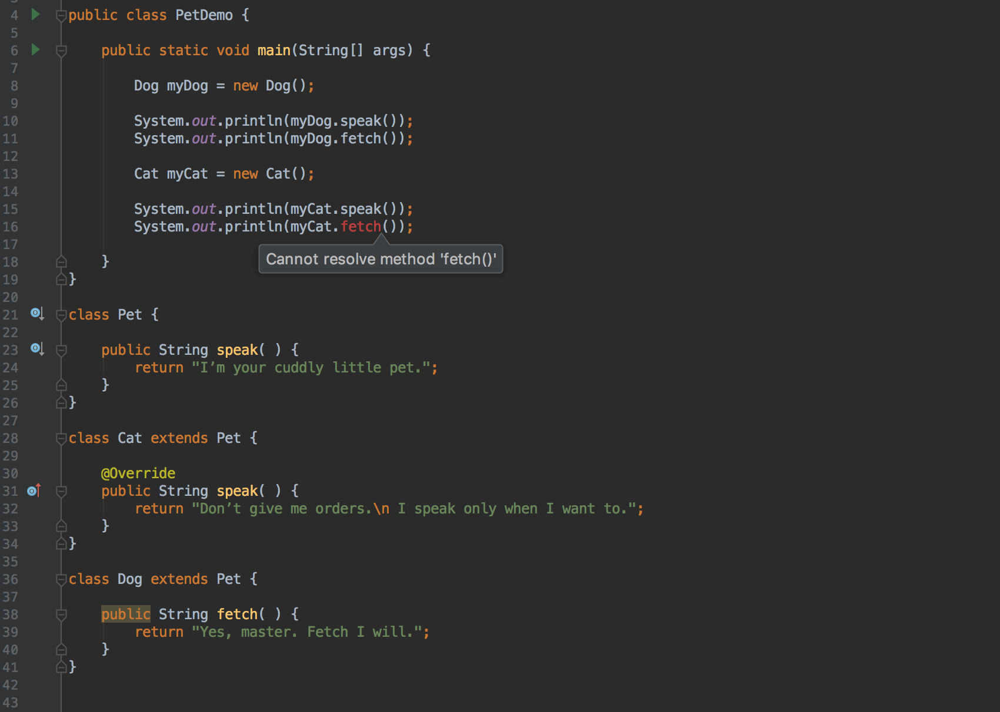 4 public class PetDemo {
5
6 public static void main(String[] args) {
7
8 Dog myDog = new Dog();
9
10 System.out.println(myDog.speak());
11 System.out.println(myDog.fetch());
12
13 Cat myCat = new Cat();
14
15 System.out.println(myCat.speak());
16 System.out.println(myCat.fetch());
17
Cannot resolve method 'fetch()'
18 }
19 }
20
21 class Pet {
22
23 public String speak( ) {
24 return "I’m your cuddly little pet.";
25 }
26 }
27
28 class Cat extends Pet {
29
30 @Override
31 public String speak( ) {
32 return "Don’t give me orders.\n I speak only when I want to.";
33 }
34 }
35
36 class Dog extends Pet {
37
38 public String fetch( ) {
39 return "Yes, master. Fetch I will.";
40 }
41 }
42
43